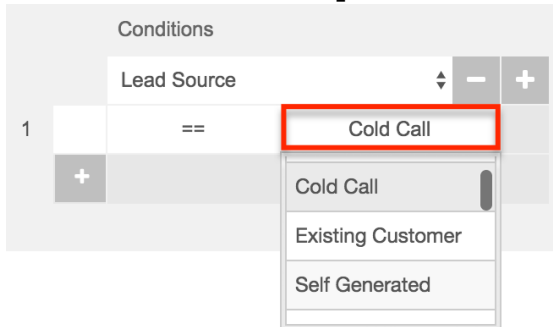 Conditions
Lead Source
1 == Cold Call
Cold Call
Existing Customer
Self Generated